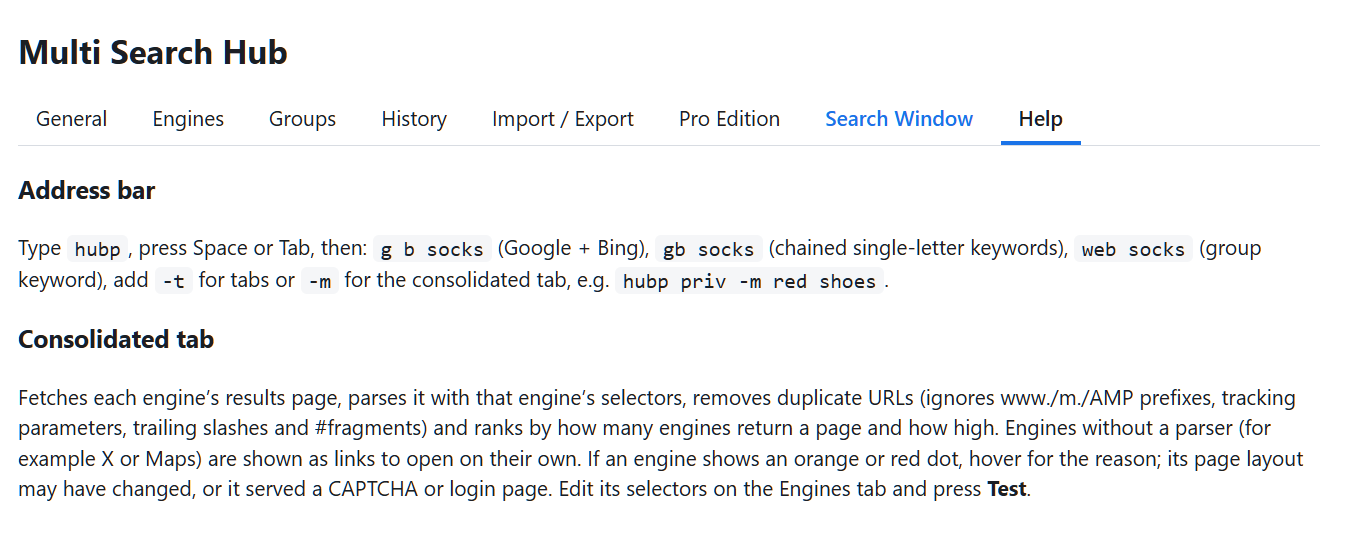 Multi Search Hub
General Engines Groups History Import / Export Pro Edition Search Window Help
Address bar
Type hubp , press Space or Tab, then: g b socks (Google + Bing), gb socks (chained single-letter keywords), web socks (group
keyword), add -t for tabs or -m for the consolidated tab, e.g. hubp priv -m red shoes .
Consolidated tab
Fetches each engine’s results page, parses it with that engine’s selectors, removes duplicate URLs (ignores www./m./AMP prefixes, tracking
parameters, trailing slashes and #fragments) and ranks by how many engines return a page and how high. Engines without a parser (for
example X or Maps) are shown as links to open on their own. If an engine shows an orange or red dot, hover for the reason; its page layout
may have changed, or it served a CAPTCHA or login page. Edit its selectors on the Engines tab and press Test.